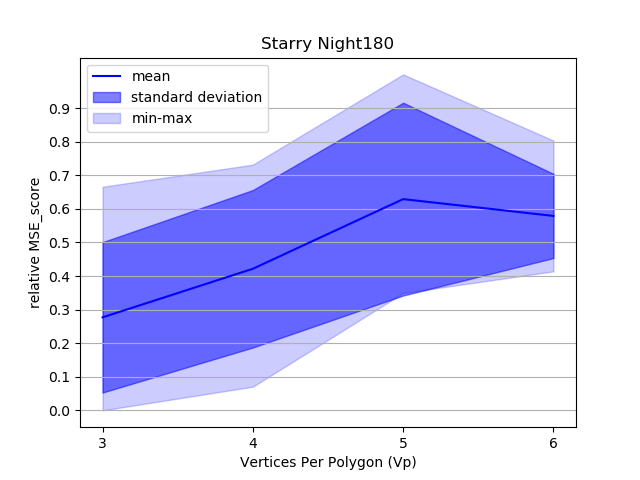 Starry Night180
mean
standard deviation
min-max
0.9
0.8
0.7
0.6
0.5
0.4
0.3
0.2
0.1
0.0
relative MSE_score
3 4 5 6
Vertices Per Polygon (Vp)